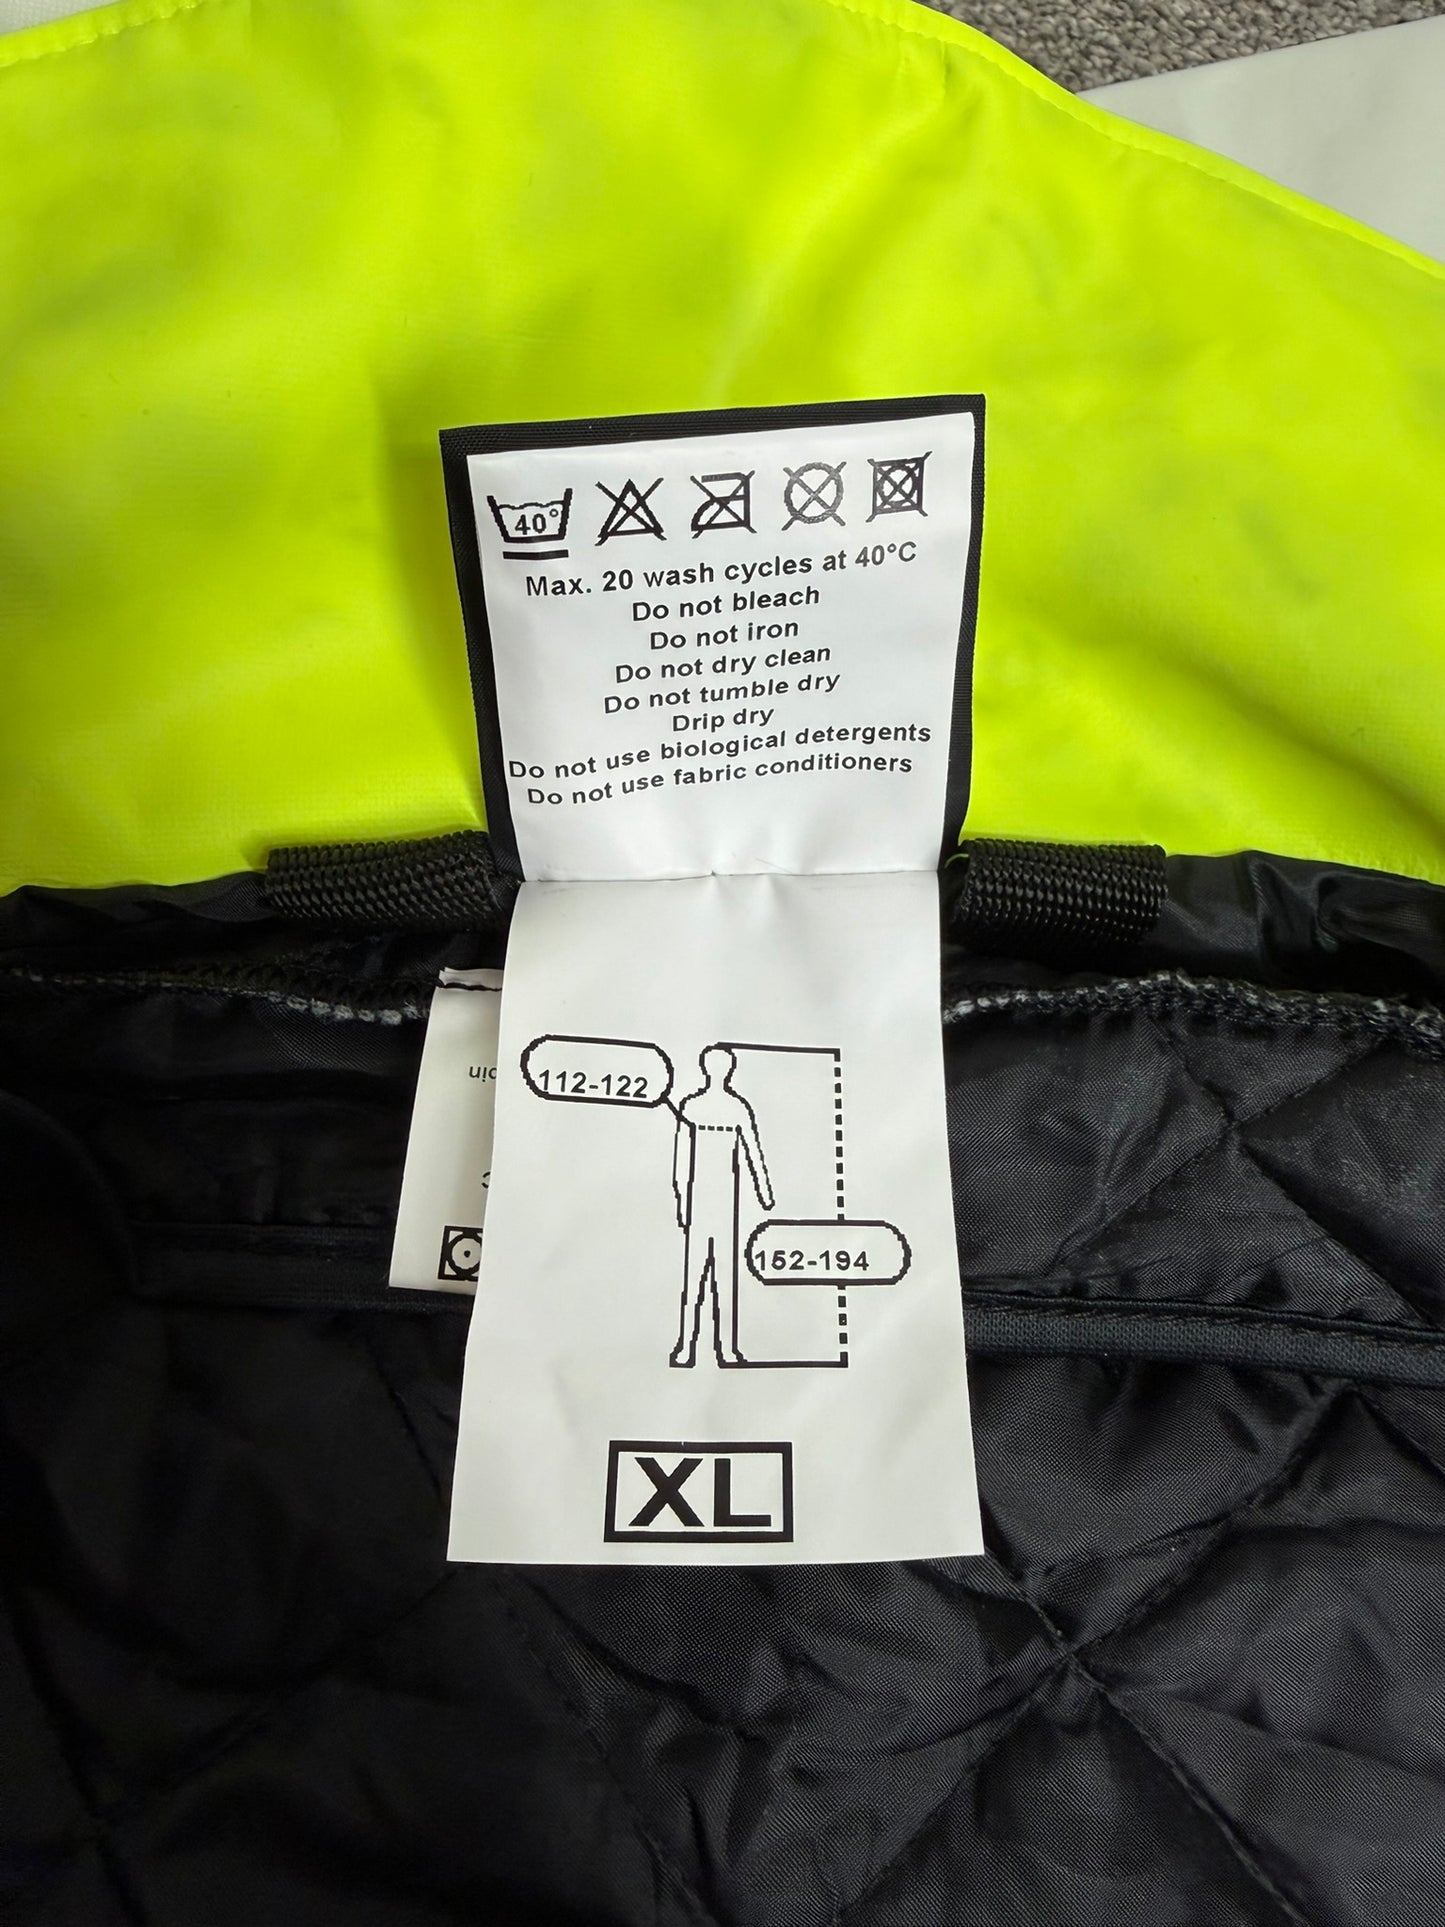 40°
Max. 20 wash cycles at 40°C
Do not bleach
Do not iron
Do not dry clean
Do not tumble dry
Drip dry
Do not use biological detergents
Do not use fabric conditioners
112-122
152-194
XL